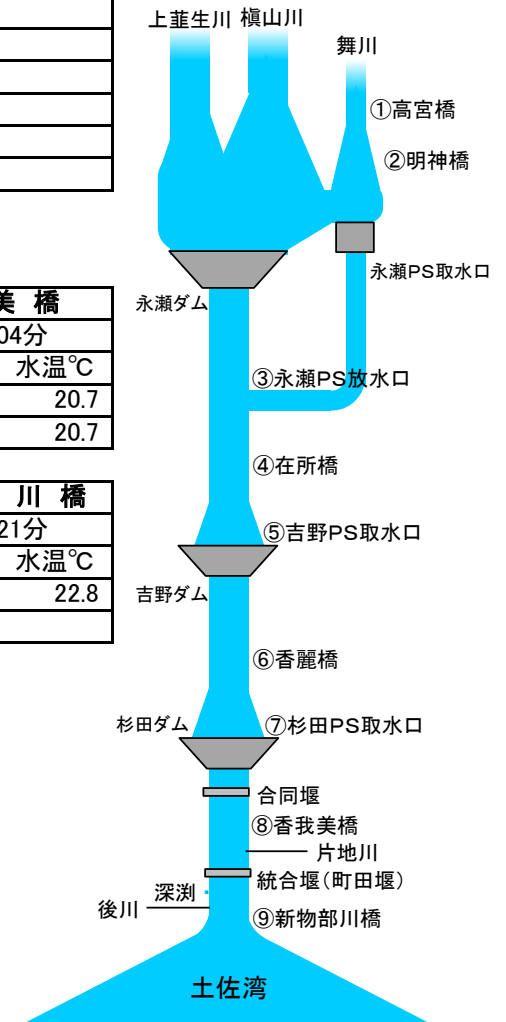 上韮生川 槇山川
舞川
①高宮橋
②明神橋
永瀬PS取水口
永瀬ダム
美 橋
04分
水温℃
20.7
20.7
③永瀬PS放水口
④在所橋
川 橋
21分
水温℃
22.8
⑤吉野PS取水口
吉野ダム
⑥香麗橋
杉田ダム
⑦杉田PS取水口
合同堰
⑧香我美橋
片地川
統合堰(町田堰)
深渕
後川
⑨新物部川橋
土佐湾